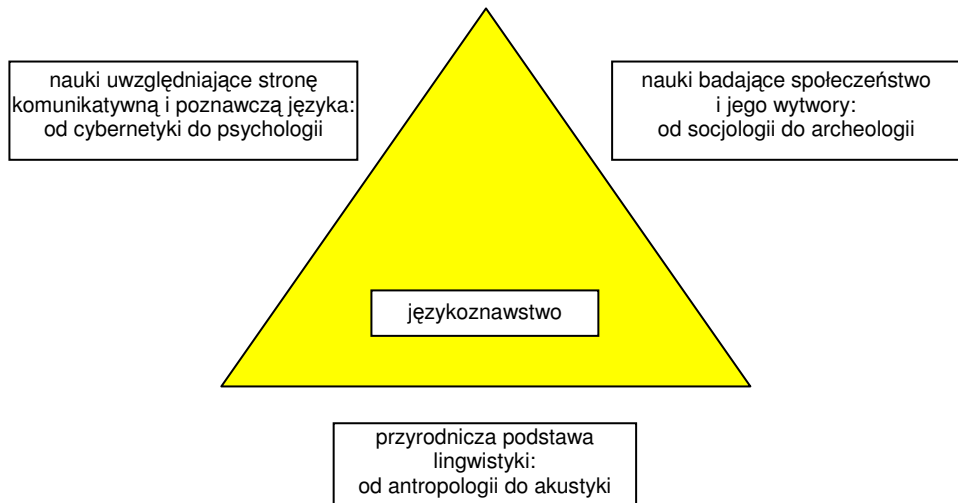 nauki uwzględniające stronę
komunikatywną i poznawczą języka:
od cybernetyki do psychologii
nauki badające społeczeństwo
i jego wytwory:
od socjologii do archeologii
językoznawstwo
przyrodnicza podstawa
lingwistyki:
od antropologii do akustyki